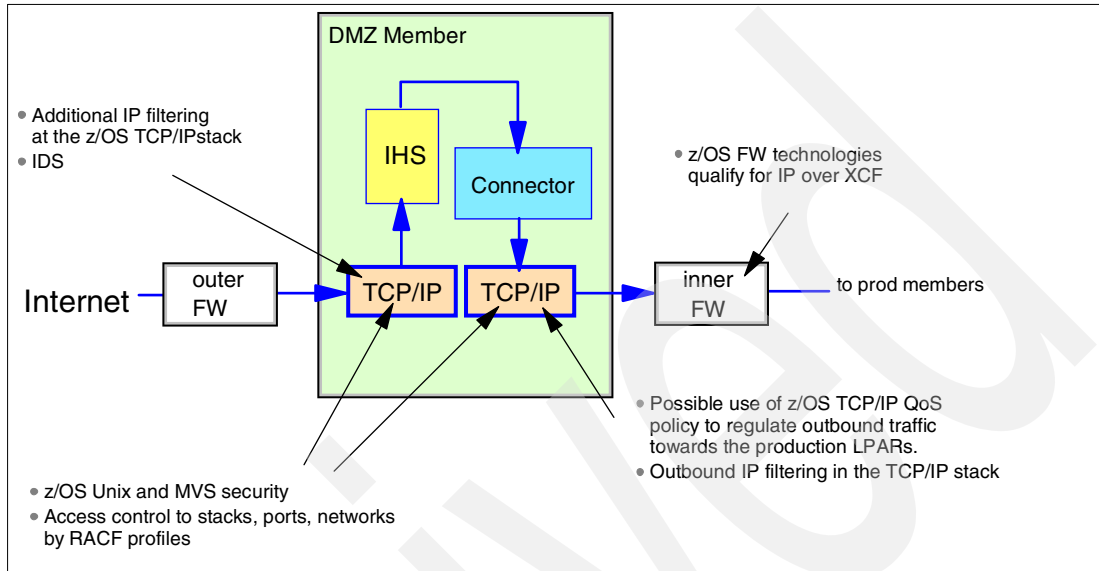 DMZ Member
• Additional IP filtering
at the z/OS TCP/IPstack
• IDS
IHS
Connector
• z/OS FW technologies
qualify for IP over XCF
Internet
outer
FW
TCP/IP
TCP/IP
inner
FW
to prod members
• Possible use of z/OS TCP/IP QoS
policy to regulate outbound traffic
towards the production LPARs.
• Outbound IP filtering in the TCP/IP stack
• z/OS Unix and MVS security
• Access control to stacks, ports, networks
by RACF profiles